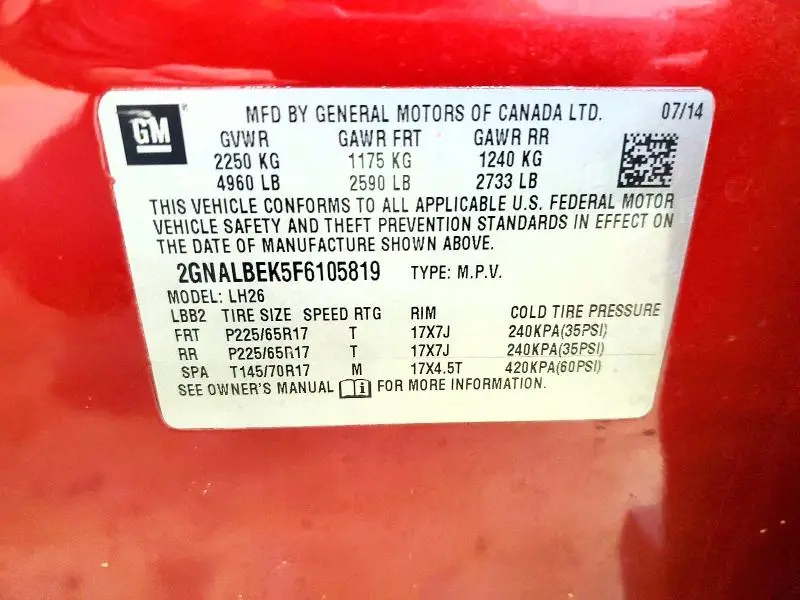 GM
MFD BY GENERAL MOTORS OF CANADA LTD. 07/14
GVWR GAWR FRT GAWR RR
2250 KG 1175 KG 1240 KG
4960 LB 2590 LB 2733 LB
THIS VEHICLE CONFORMS TO ALL APPLICABLE U.S. FEDERAL MOTOR
VEHICLE SAFETY AND THEFT PREVENTION STANDARDS IN EFFECT ON
THE DATE OF MANUFACTURE SHOWN ABOVE.
2GNALBEK5F6105819 TYPE: M.P.V.
MODEL: LH26
LBB2 TIRE SIZE SPEED RTG RIM COLD TIRE PRESSURE
FRT P225/65R17 T 17X7J 240KPA(35PSI)
RR P225/65R17 T 17X7J 240KPA(35PSI)
SPA T145/70R17 M 17X4.5T 420KPA(60PSI)
SEE OWNER'S MANUAL FOR MORE INFORMATION.